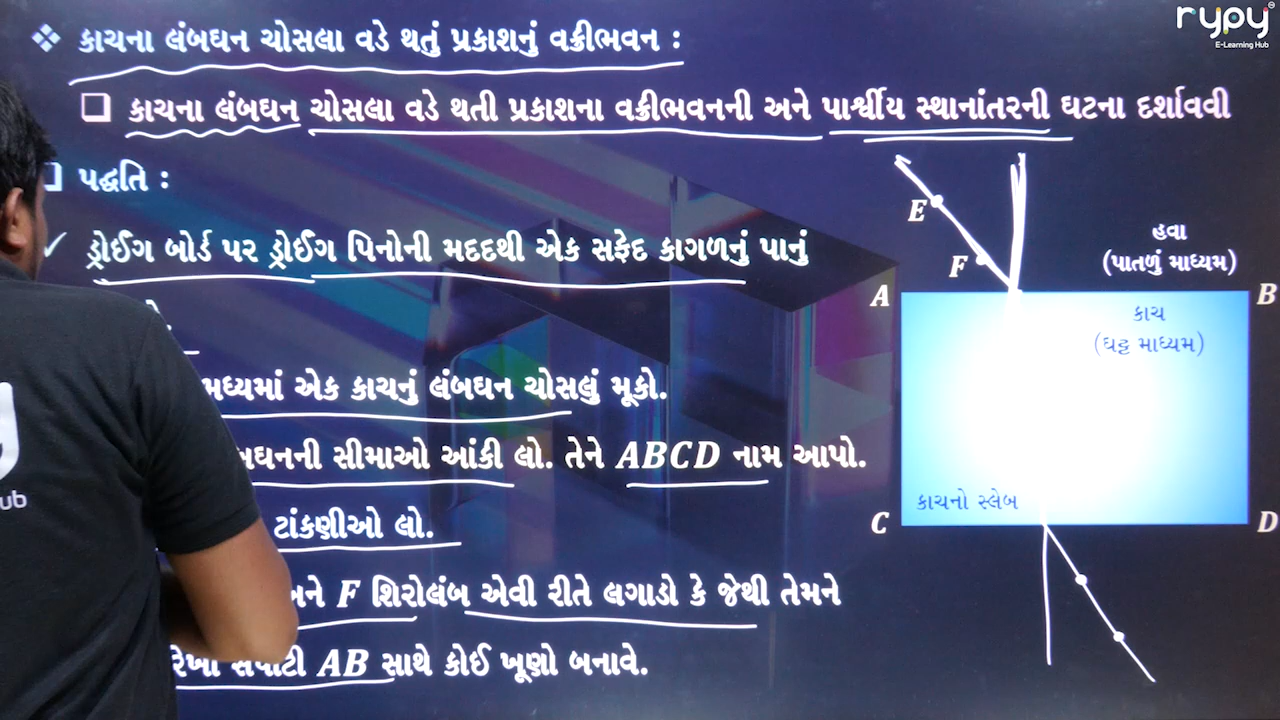 rypy
E-Learning Hub
❖ કાચના લંબઘન ચોસલા વડે થતું પ્રકાશનું વક્રીભવન :
❑ કાચના લંબઘન ચોસલા વડે થતી પ્રકાશના વક્રીભવનની અને પાર્શ્વીય સ્થાનાંતરની ઘટના દર્શાવવી
પદ્ધતિ :
✓ ડ્રોઈંગ બોર્ડ પર ડ્રોઈંગ પિનોની મદદથી એક સફેદ કાગળનું પાનું
મધ્યમાં એક કાચનું લંબઘન ચોસલું મૂકો.
સીમાઓ આંકી લો. તેને ABCD નામ આપો.
ટાંકણીઓ લો.
F શિરોલંબ એવી રીતે લગાડો કે જેથી તેમને
AB સાથે કોઈ ખૂણો બનાવે.
E
F
હવા
(પાતળું માધ્યમ)
A
B
કાચ
(ઘટ્ટ માધ્યમ)
કાચનો સ્લેબ
C
D
ub